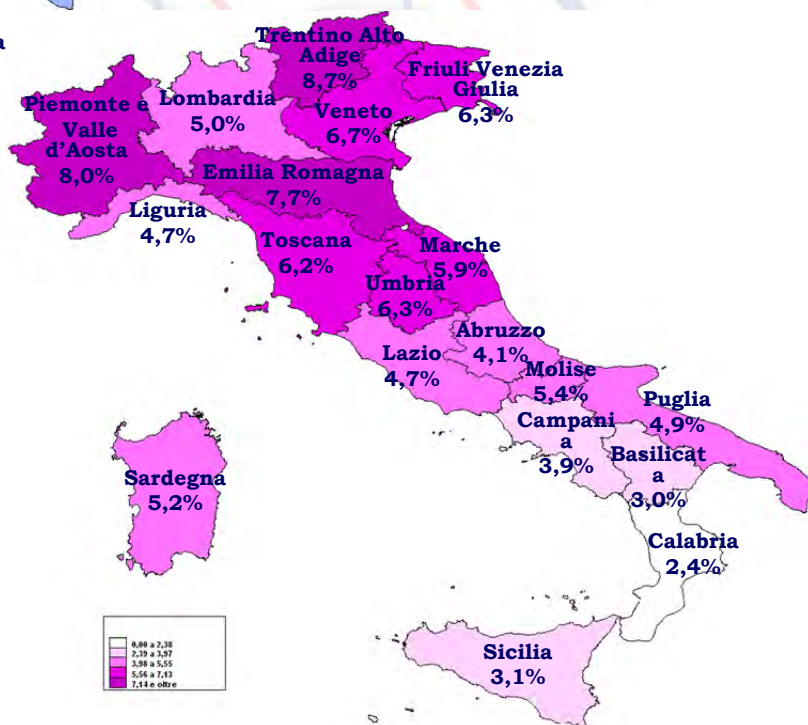 a
Trentino Alto
Adige
8,7%
Friuli Venezia
Giulia
6,3%
Piemonte e
Valle
d'Aosta
8,0%
Lombardia
5,0%
Veneto
6,7%
Emilia Romagna
7,7%
Liguria
4,7%
Toscana
6,2%
Marche
5,9%
Umbria
6,3%
Abruzzo
4,1%
Lazio
4,7%
Molise
5,4%
Puglia
4,9%
Campani
a
3,9%
Basilicat
a
3,0%
Sardegna
5,2%
Calabria
2,4%
Sicilia
3,1%
0,00 a 2,38
2,39 a 3,97
3,98 a 5,55
5,56 a 7,13
7,14 e oltre